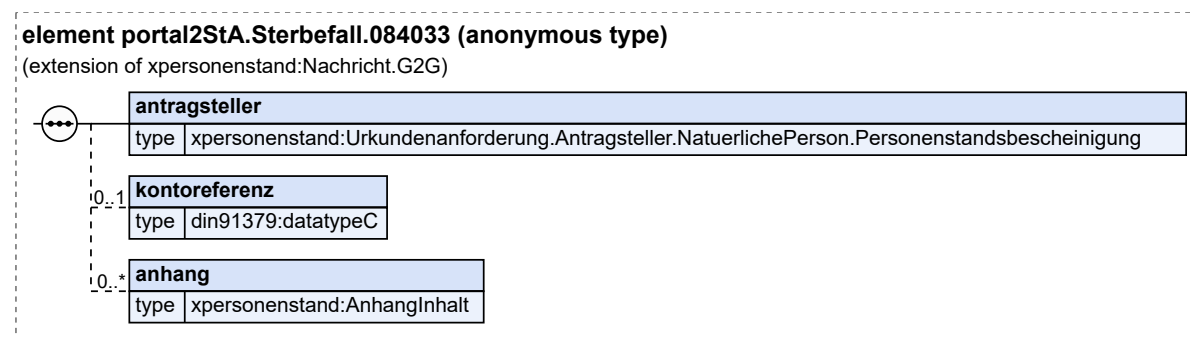 element portal2StA.Sterbefall.084033 (anonymous type)
(extension of xpersonenstand:Nachricht.G2G)
antragsteller
type xpersonenstand:Urkundenanforderung.Antragsteller.NatuerlichePerson.Personenstandsbescheinigung
0..1 kontoreferenz
type din91379:datatypeC
0..* anhang
type xpersonenstand:AnhangInhalt